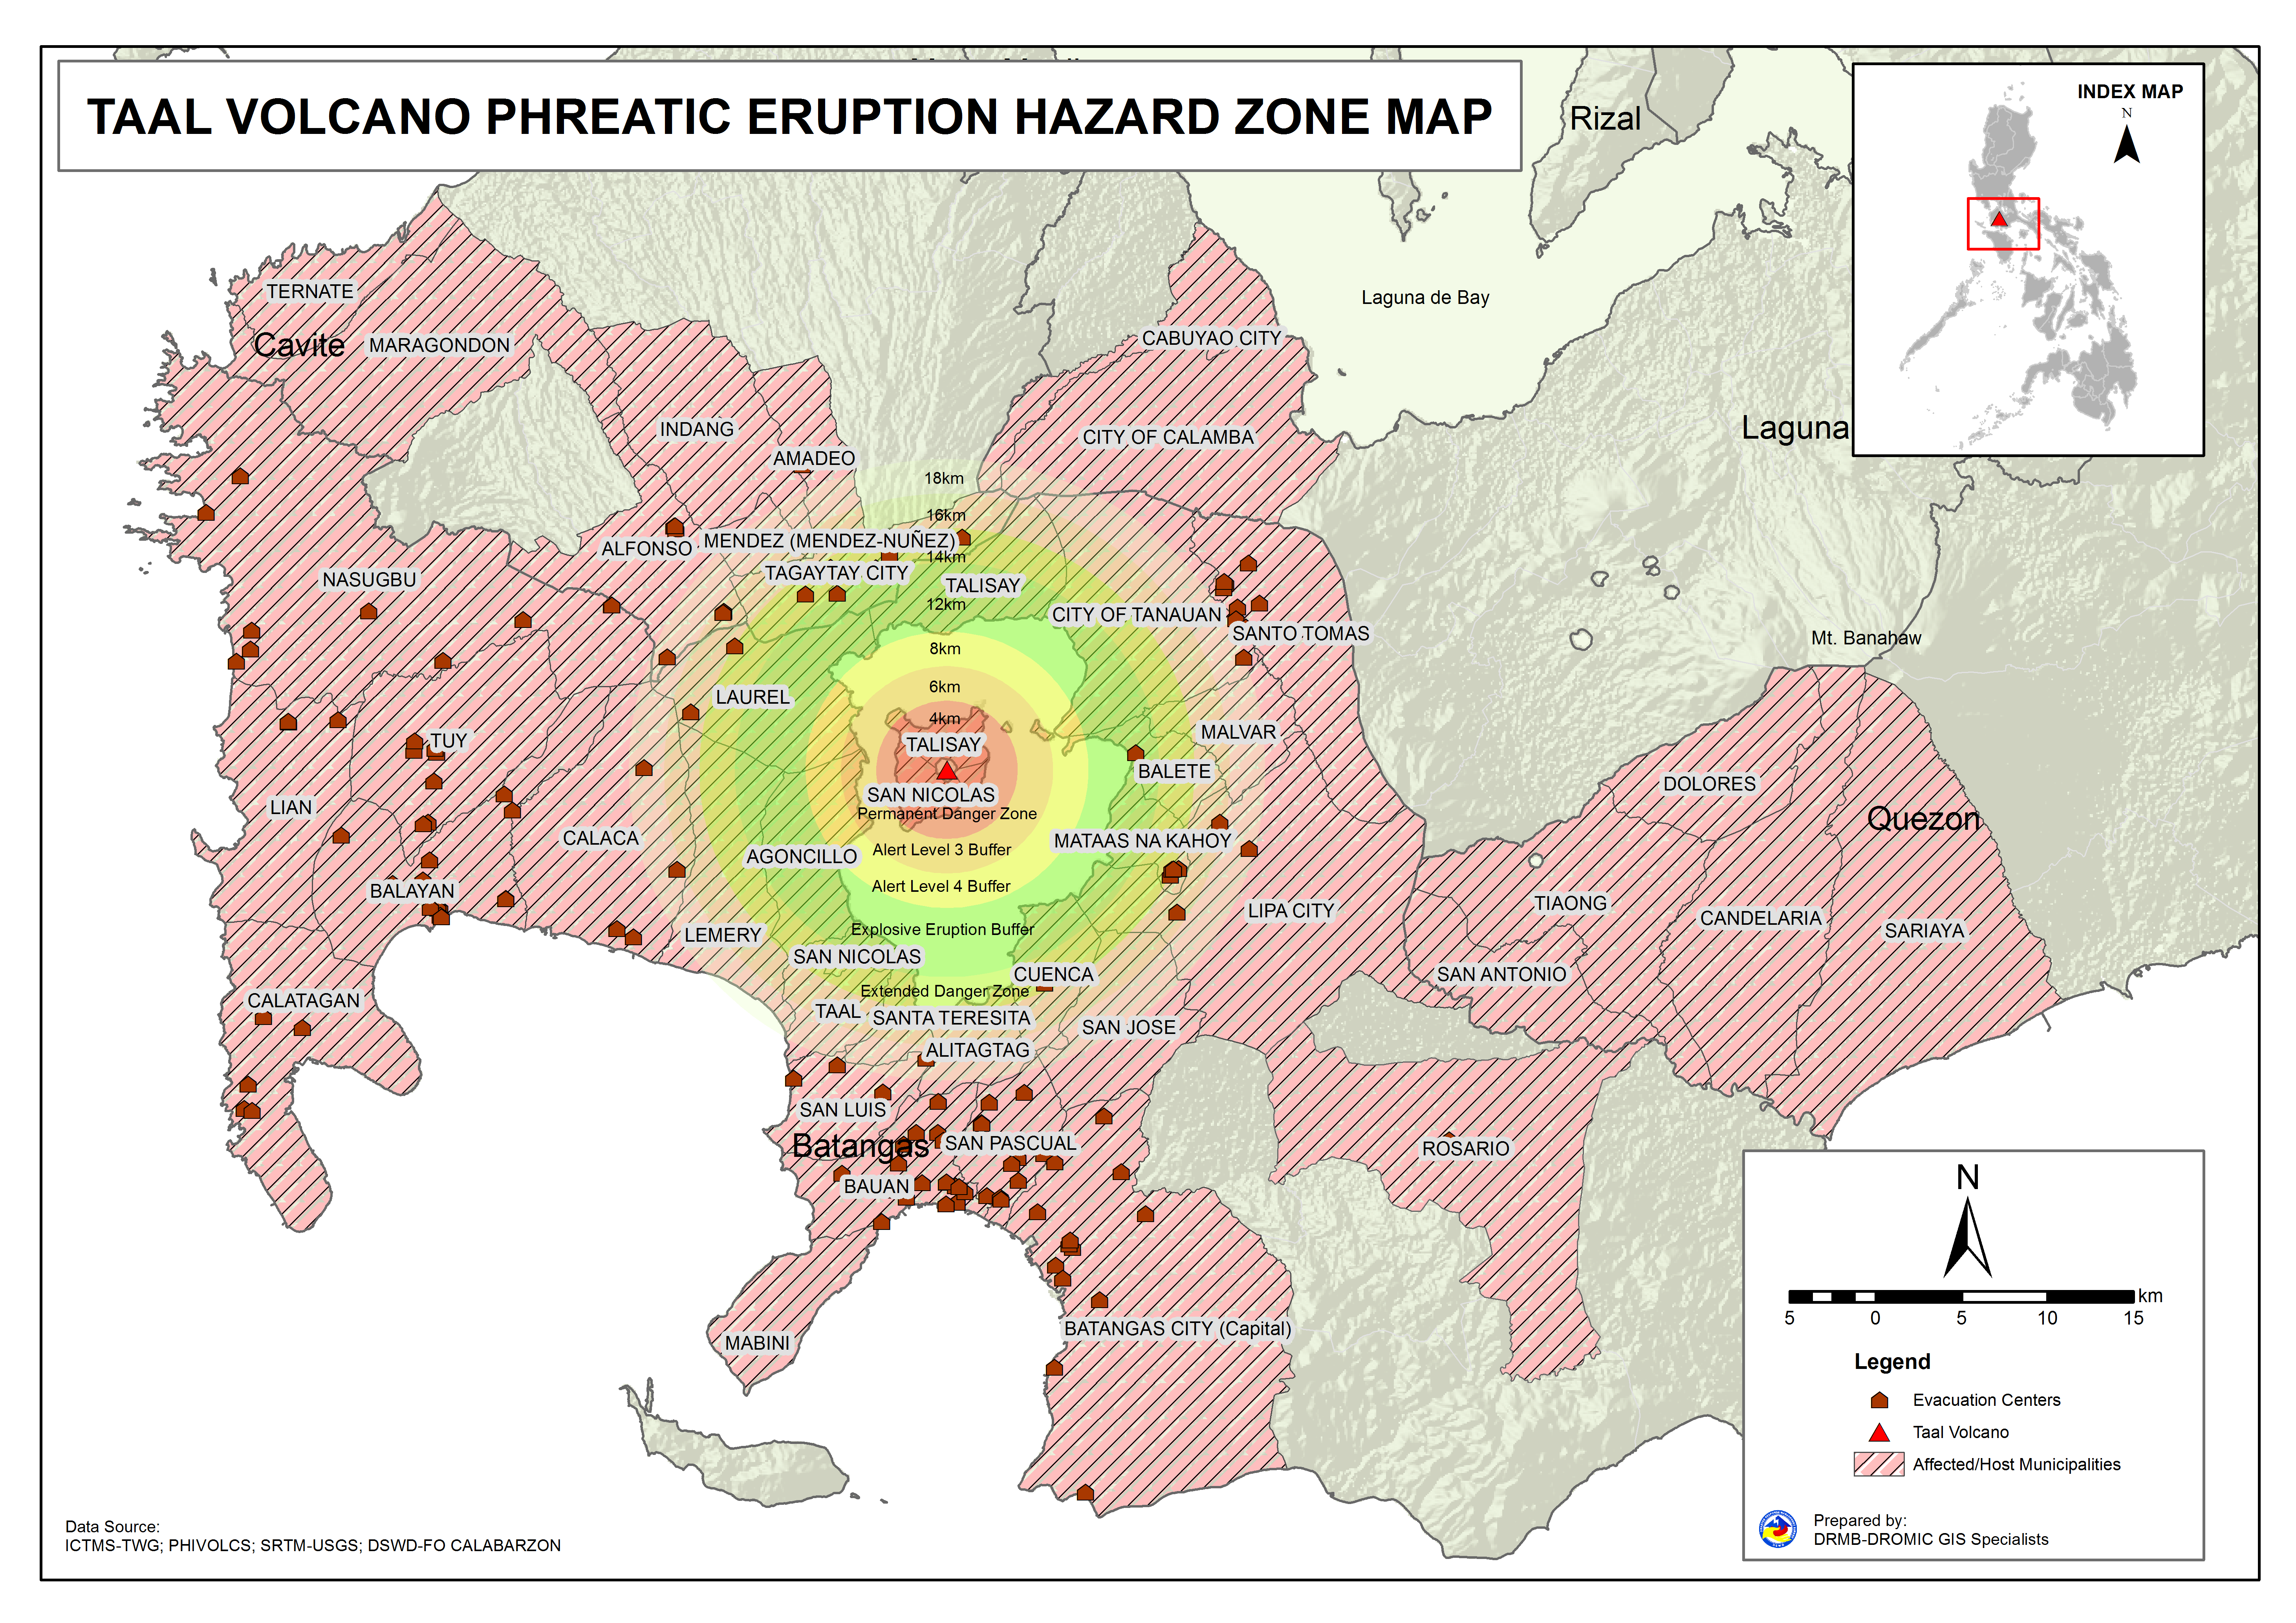 TAAL VOLCANO PHREATIC ERUPTION HAZARD ZONE MAP
Rizal
INDEX MAP
N
TERNATE
Laguna de Bay
Cavite
MARAGONDON
CABUYAO CITY
INDANG
Laguna
CITY OF CALAMBA
AMADEO
18km
16km
MENDEZ (MENDEZ-NUÑEZ)
ALFONSO
14km
TAGAYTAY CITY
NASUGBU
TALISAY
12km
CITY OF TANAUAN
SANTO TOMAS
Mt. Banahaw
8km
6km
LAUREL
4km
MALVAR
TUY
TALISAY
BALETE
DOLORES
SAN NICOLAS
LIAN
Permanent Danger Zone
Quezon
CALACA
MATAAS NA KAHOY
Alert Level 3 Buffer
AGONCILLO
Alert Level 4 Buffer
BALAYAN
TIAONG
LIPA CITY
CANDELARIA
Explosive Eruption Buffer
SARIAYA
LEMERY
SAN NICOLAS
CUENCA
SAN ANTONIO
Extended Danger Zone
CALATAGAN
TAAL
SANTA TERESITA
SAN JOSE
ALITAGTAG
SAN LUIS
Batangas
SAN PASCUAL
ROSARIO
BAUAN
N
km
5 0 5 10 15
BATANGAS CITY (Capital)
MABINI
Legend
Evacuation Centers
Taal Volcano
Affected/Host Municipalities
Prepared by:
DRMB-DROMIC GIS Specialists
Data Source:
ICTMS-TWG; PHIVOLCS; SRTM-USGS; DSWD-FO CALABARZON